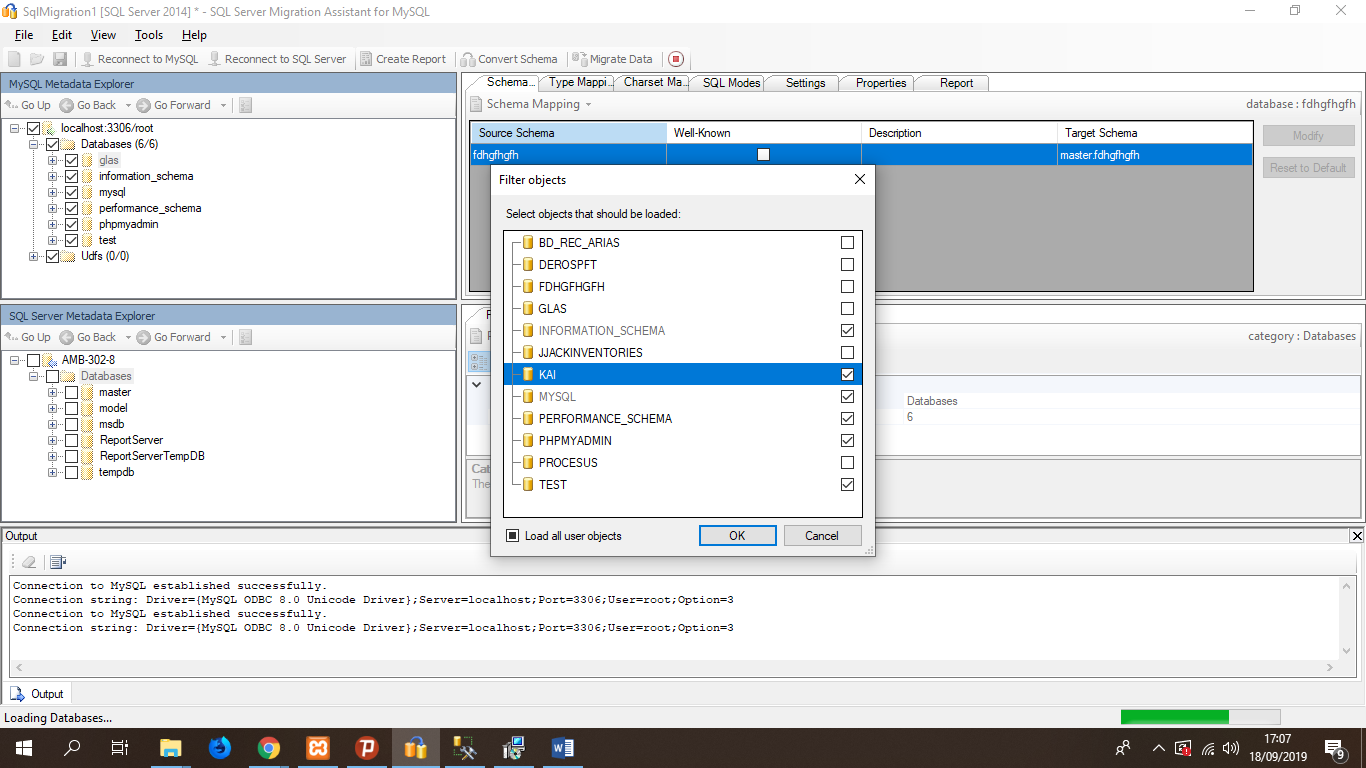 SqlMigration1 [SQL Server 2014] * - SQL Server Migration Assistant for MySQL
File Edit View Tools Help
Reconnect to MySQL Reconnect to SQL Server Create Report Convert Schema Migrate Data
MySQL Metadata Explorer
Go Up Go Back Go Forward
localhost:3306/root
Databases (6/6)
glas
information_schema
mysql
performance_schema
phpmyadmin
test
Udfs (0/0)
Schema... Type Mappi... Charset Ma... SQL Modes Settings Properties Report
Schema Mapping database : fdhgfhgfh
Source Schema Well-Known Description Target Schema
fdhgfhgfh master.fdhgfhgfh
Modify
Reset to Default
Filter objects
Select objects that should be loaded:
BD_REC_ARIAS
DEROSPFT
FDHGFHGFH
GLAS
INFORMATION_SCHEMA
JJACKINVENTORIES
KAI
MYSQL
PERFORMANCE_SCHEMA
PHPMYADMIN
PROCESUS
TEST
Load all user objects OK Cancel
SQL Server Metadata Explorer
Go Up Go Back Go Forward
AMB-302-8
Databases
master
model
msdb
ReportServer
ReportServerTempDB
tempdb
category : Databases
Databases
6
Cat
The
Output
Connection to MySQL established successfully.
Connection string: Driver={MySQL ODBC 8.0 Unicode Driver};Server=localhost;Port=3306;User=root;Option=3
Connection to MySQL established successfully.
Connection string: Driver={MySQL ODBC 8.0 Unicode Driver};Server=localhost;Port=3306;User=root;Option=3
Output
Loading Databases...
17:07
18/09/2019
9